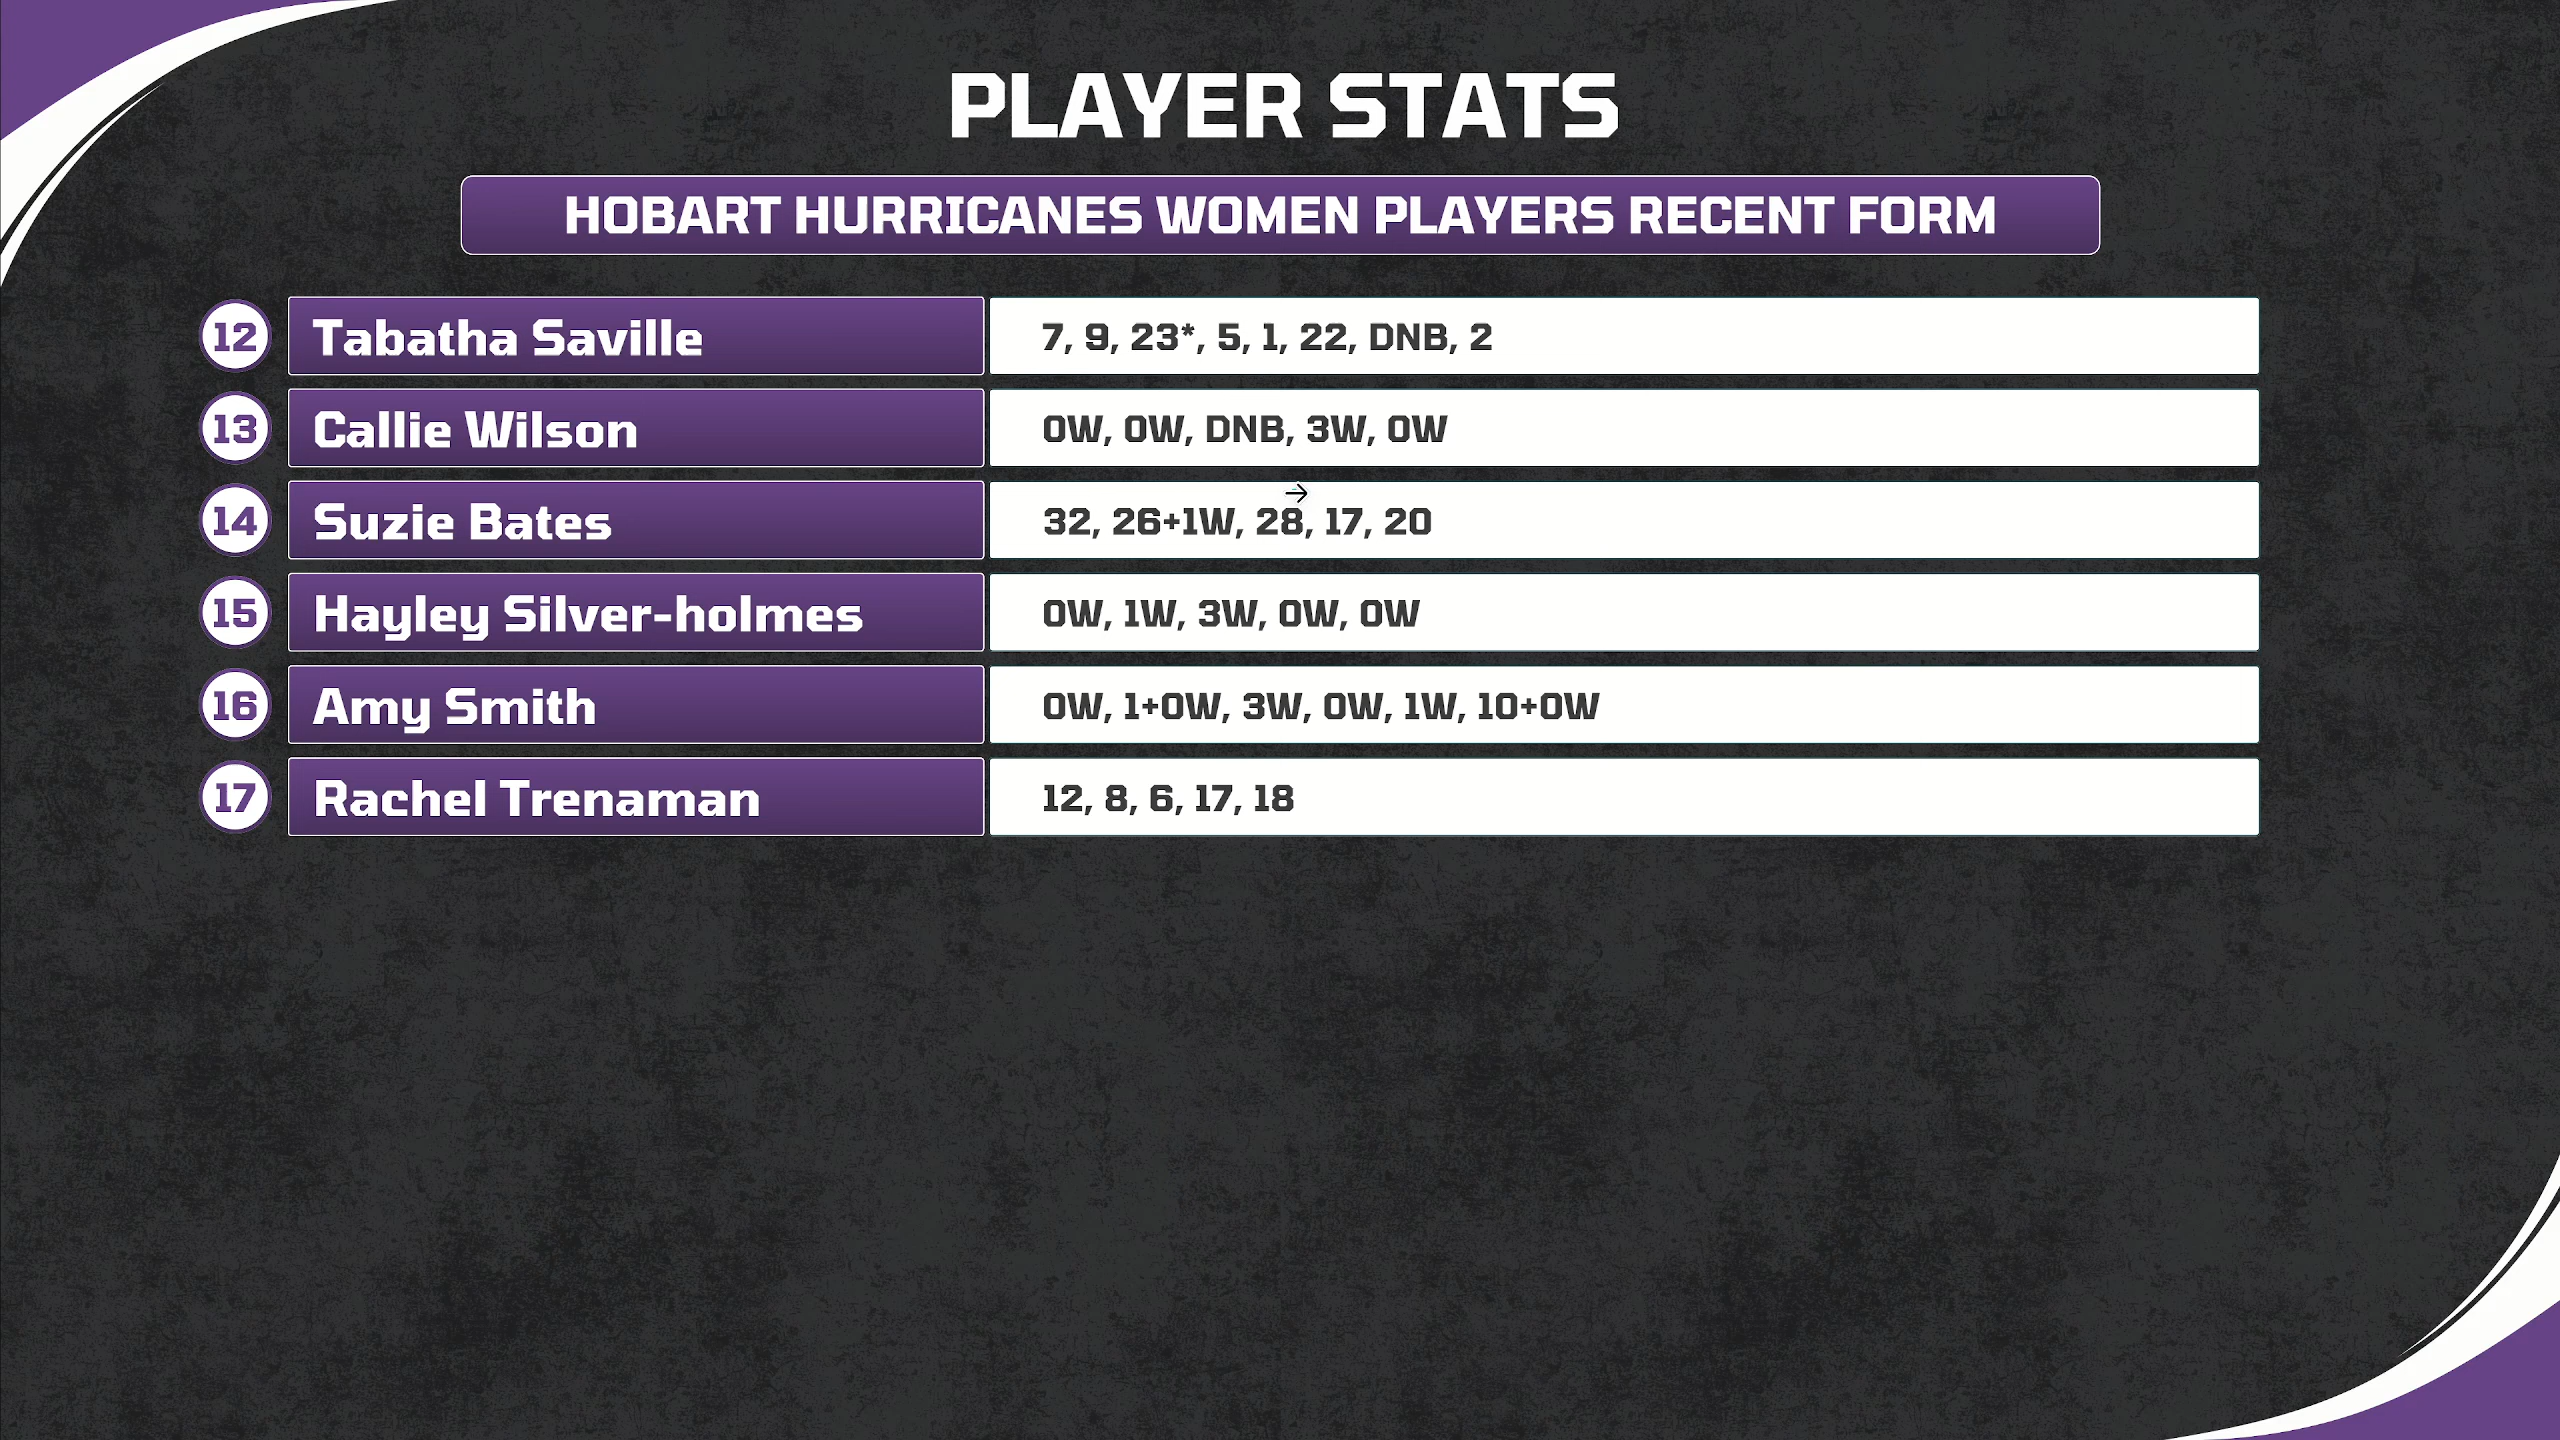 PLAYER STATS
HOBART HURRICANES WOMEN PLAYERS RECENT FORM
12 Tabatha Saville 7, 9, 23*, 5, 1, 22, DNB, 2
13 Callie Wilson 0W, 0W, DNB, 3W, 0W
14 Suzie Bates 32, 26+1W, 28, 17, 20
15 Hayley Silver-holmes 0W, 1W, 3W, 0W, 0W
16 Amy Smith 0W, 1+0W, 3W, 0W, 1W, 10+0W
17 Rachel Trenaman 12, 8, 6, 17, 18